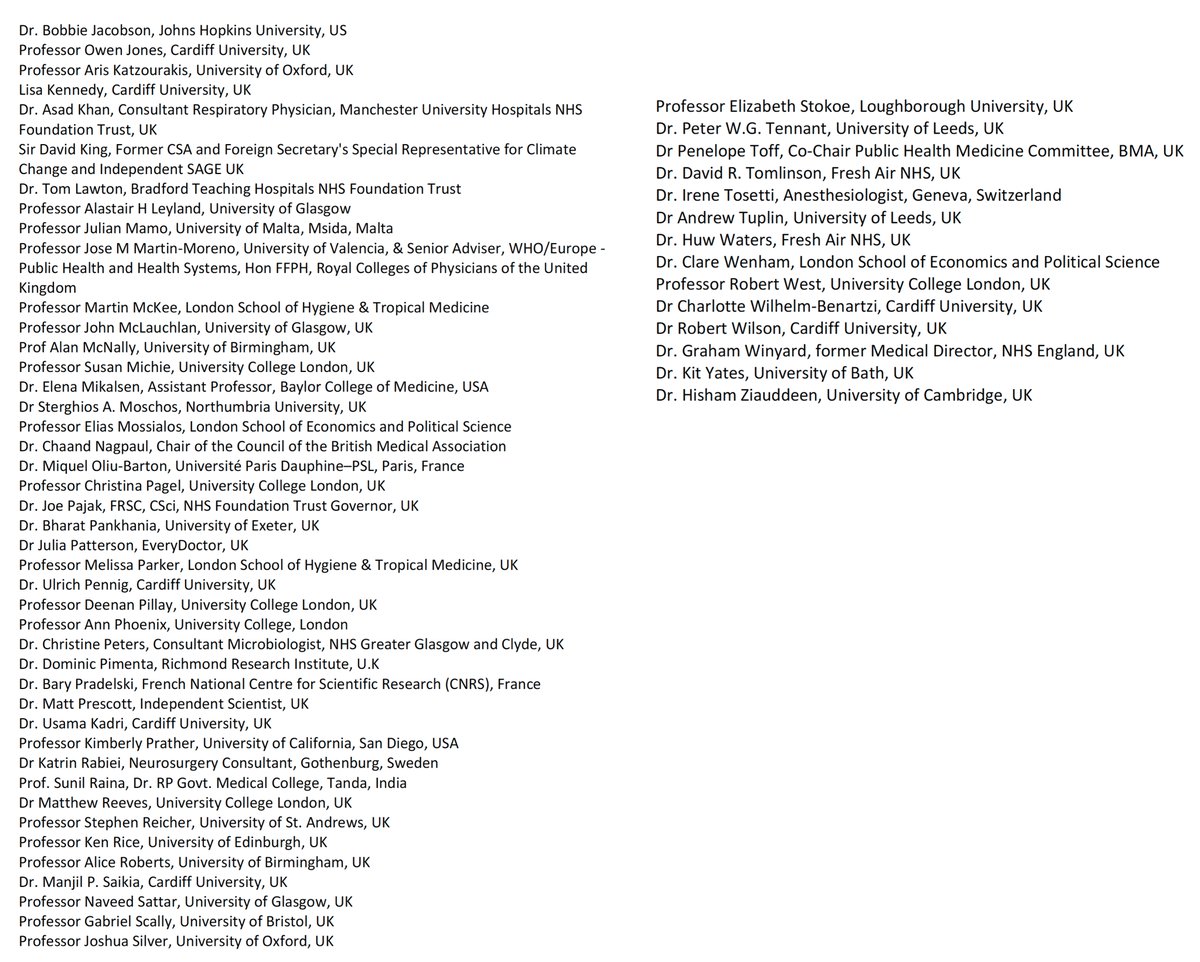 Dr. Bobbie Jacobson, Johns Hopkins University, US
Professor Owen Jones, Cardiff University, UK
Professor Aris Katzourakis, University of Oxford, UK
Lisa Kennedy, Cardiff University, UK
Dr. Asad Khan, Consultant Respiratory Physician, Manchester University Hospitals NHS
Foundation Trust, UK
Sir David King, Former CSA and Foreign Secretary's Special Representative for Climate
Change and Independent SAGE UK
Dr. Tom Lawton, Bradford Teaching Hospitals NHS Foundation Trust
Professor Alastair H Leyland, University of Glasgow
Professor Julian Mamo, University of Malta, Msida, Malta
Professor Jose M Martin-Moreno, University of Valencia, & Senior Adviser, WHO/Europe -
Public Health and Health Systems, Hon FFPH, Royal Colleges of Physicians of the United
Kingdom
Professor Martin McKee, London School of Hygiene & Tropical Medicine
Professor John McLauchlan, University of Glasgow, UK
Prof Alan McNally, University of Birmingham, UK
Professor Susan Michie, University College London, UK
Dr. Elena Mikalsen, Assistant Professor, Baylor College of Medicine, USA
Dr Sterghios A. Moschos, Northumbria University, UK
Professor Elias Mossialos, London School of Economics and Political Science
Dr. Chaand Nagpaul, Chair of the Council of the British Medical Association
Dr. Miquel Oliu-Barton, Université Paris Dauphine–PSL, Paris, France
Professor Christina Pagel, University College London, UK
Dr. Joe Pajak, FRSC, CSci, NHS Foundation Trust Governor, UK
Dr. Bharat Pankhania, University of Exeter, UK
Dr Julia Patterson, EveryDoctor, UK
Professor Melissa Parker, London School of Hygiene & Tropical Medicine, UK
Dr. Ulrich Pennig, Cardiff University, UK
Professor Deenan Pillay, University College London, UK
Professor Ann Phoenix, University College, London
Dr. Christine Peters, Consultant Microbiologist, NHS Greater Glasgow and Clyde, UK
Dr. Dominic Pimenta, Richmond Research Institute, U.K
Dr. Bary Pradelski, French National Centre for Scientific Research (CNRS), France
Dr. Matt Prescott, Independent Scientist, UK
Dr. Usama Kadri, Cardiff University, UK
Professor Kimberly Prather, University of California, San Diego, USA
Dr Katrin Rabiei, Neurosurgery Consultant, Gothenburg, Sweden
Prof. Sunil Raina, Dr. RP Govt. Medical College, Tanda, India
Dr Matthew Reeves, University College London, UK
Professor Stephen Reicher, University of St. Andrews, UK
Professor Ken Rice, University of Edinburgh, UK
Professor Alice Roberts, University of Birmingham, UK
Dr. Manjil P. Saikia, Cardiff University, UK
Professor Naveed Sattar, University of Glasgow, UK
Professor Gabriel Scally, University of Bristol, UK
Professor Joshua Silver, University of Oxford, UK
Professor Elizabeth Stokoe, Loughborough University, UK
Dr. Peter W.G. Tennant, University of Leeds, UK
Dr Penelope Toff, Co-Chair Public Health Medicine Committee, BMA, UK
Dr. David R. Tomlinson, Fresh Air NHS, UK
Dr. Irene Tosetti, Anesthesiologist, Geneva, Switzerland
Dr Andrew Tuplin, University of Leeds, UK
Dr. Huw Waters, Fresh Air NHS, UK
Dr. Clare Wenham, London School of Economics and Political Science
Professor Robert West, University College London, UK
Dr Charlotte Wilhelm-Benartzi, Cardiff University, UK
Dr Robert Wilson, Cardiff University, UK
Dr. Graham Winyard, former Medical Director, NHS England, UK
Dr. Kit Yates, University of Bath, UK
Dr. Hisham Ziauddeen, University of Cambridge, UK